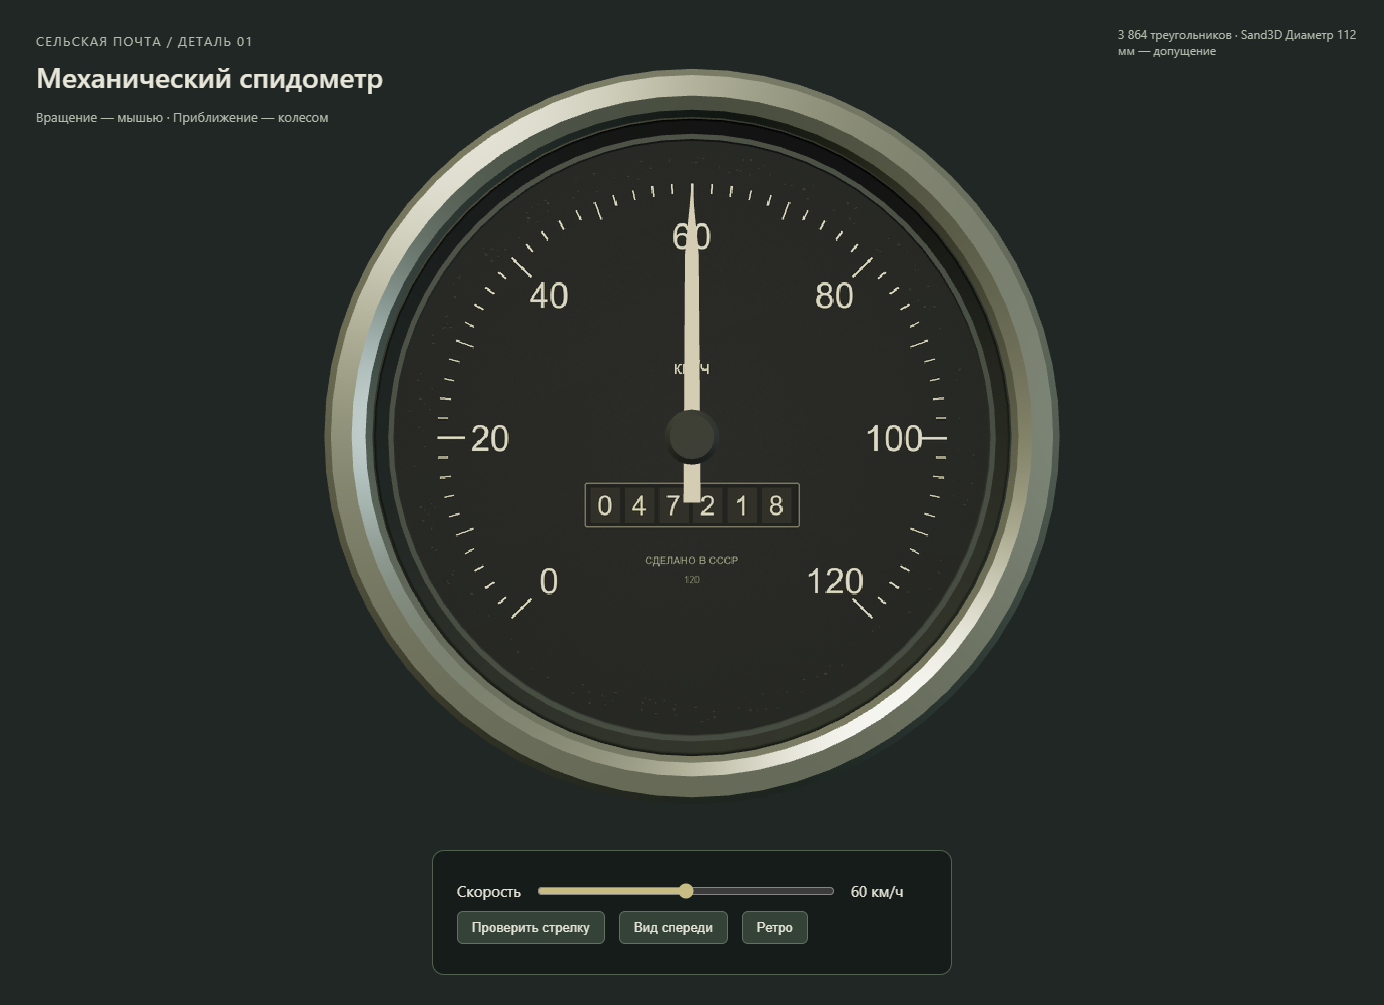 СЕЛЬСКАЯ ПОЧТА / ДЕТАЛЬ 01
Механический спидометр
Вращение — мышью · Приближение — колесом
3 864 треугольников · Sand3D Диаметр 112
мм — допущение
60
40
80
КМ/Ч
20
100
0 4 7 2 1 8
СДЕЛАНО В СССР
120
0
120
Скорость
60 км/ч
Проверить стрелку
Вид спереди
Ретро